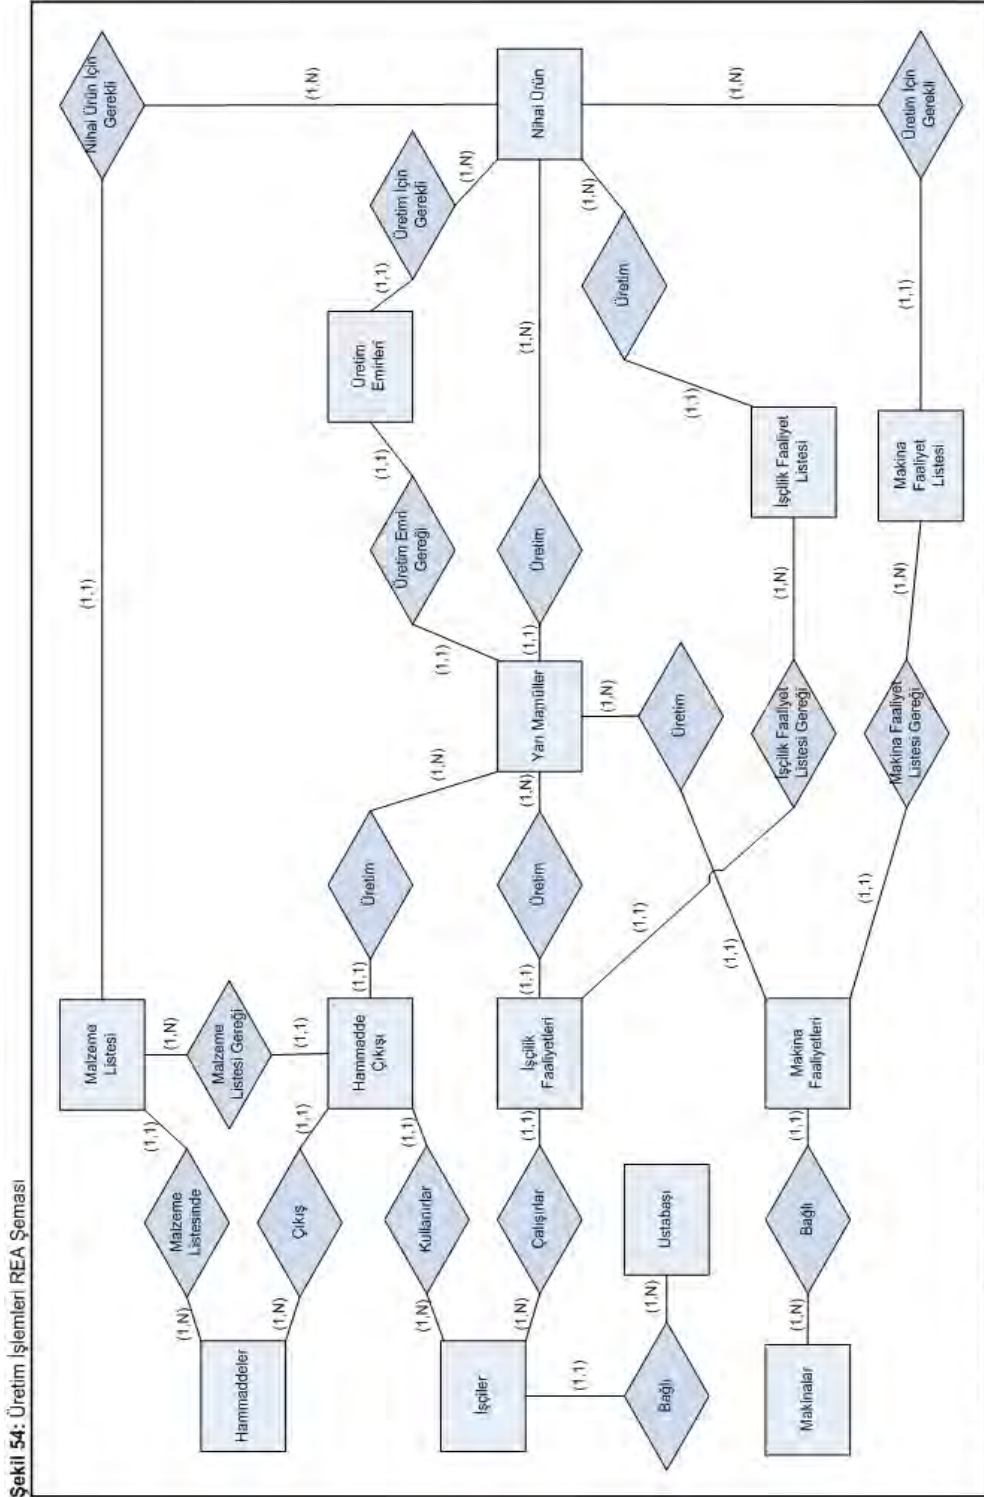 Şekil 54: Üretim İşlemleri REA Şeması
Hammaddeler
(1,N)
(1,N)
Malzeme
Listesinde
Çıkış
(1,1)
(1,1)
Malzeme
Listesi
(1,N)
Malzeme
Listesi Gereği
(1,1)
Hammadde
Çıkışı
(1,1)
Nihai Ürün İçin
Gerekli
(1,N)
İşçiler
(1,N)
(1,N)
Kullanırlar
Çalışırlar
(1,1)
(1,1)
(1,1)
Bağlı
(1,N)
Ustabaşı
İşçilik
Faaliyetleri
(1,1)
Üretim
(1,N)
(1,1)
Üretim
(1,N)
Yarı Mamüller
(1,1)
Üretim Emri
Gereği
(1,1)
Üretim
Emirleri
(1,1)
Üretim İçin
Gerekli
(1,N)
Nihai Ürün
(1,1)
Üretim
(1,N)
(1,N)
Üretim
(1,1)
Makinalar
(1,N)
Bağlı
(1,1)
Makina
Faaliyetleri
(1,1)
İşçilik Faaliyet
Listesi Gereği
(1,N)
İşçilik Faaliyet
Listesi
(1,1)
Üretim
(1,N)
(1,1)
Makina Faaliyet
Listesi Gereği
(1,N)
Makina
Faaliyet
Listesi
(1,1)
Üretim İçin
Gerekli
(1,N)